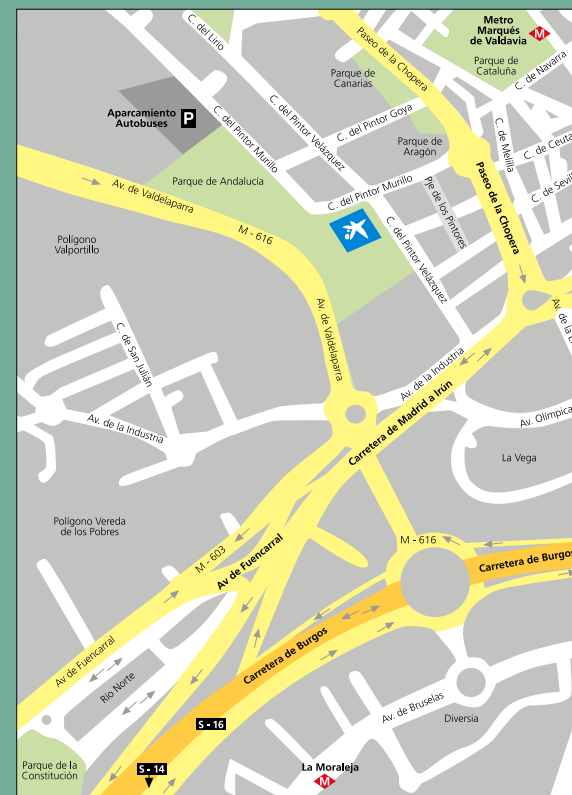 Metro
Marqués
de Valdavia
M
C. del Lirio
Paseo de la Chopera
Parque de
Cataluña
C. de Navarra
Parque de
Canarias
Aparcamiento
Autobuses
P
C. del Pintor Murillo
C. del Pintor Velázquez
C. del Pintor Goya
C. de Melilla
C. de Ceuta
Parque de
Aragón
Av. de Valdelaparra
Parque de Andalucía
C. del Pintor Murillo
Pje de los Pintores
Paseo de la Chopera
C. de Sevill
M - 616
C. del Pintor Velázquez
Polígono
Valportillo
Av. de Valdelaparra
C. de San Julián
Av. de la Industria
Av. de la E
Av. de la Industria
Carretera de Madrid a Irún
Av. Olímpica
La Vega
Polígono Vereda
de los Pobres
M - 603
Av de Fuencarral
M - 616
Carretera de Burgos
Av de Fuencarral
Río Norte
Carretera de Burgos
S - 16
Av. de Bruselas
Diversia
Parque de la
Constitución
S - 14
La Moraleja
M